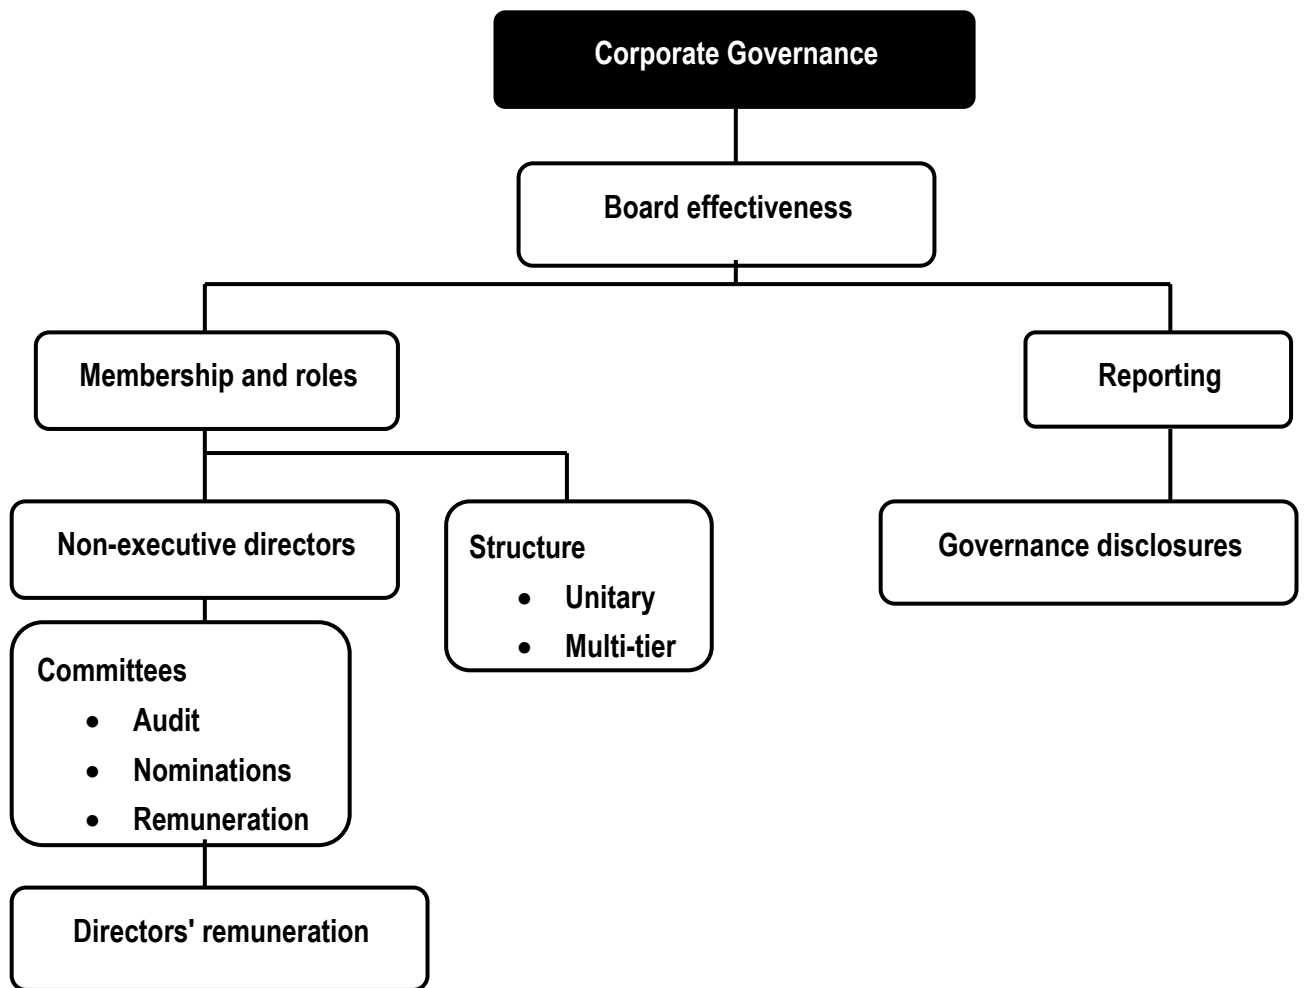 Corporate Governance
Board effectiveness
Membership and roles
Reporting
Non-executive directors
Structure
• Unitary
• Multi-tier
Governance disclosures
Committees
• Audit
• Nominations
• Remuneration
Directors' remuneration